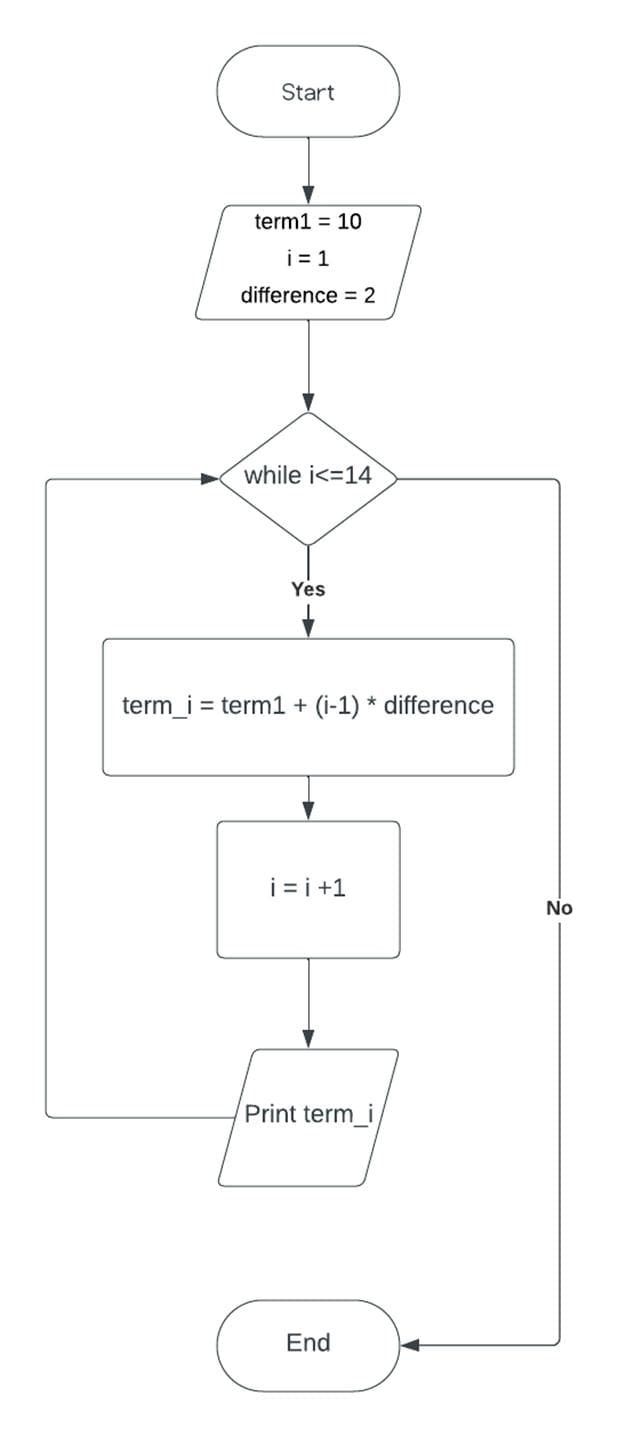 Start
term1 = 10
i = 1
difference = 2
while i<=14
Yes
term_i = term1 + (i-1) * difference
i = i +1
No
Print term_i
End